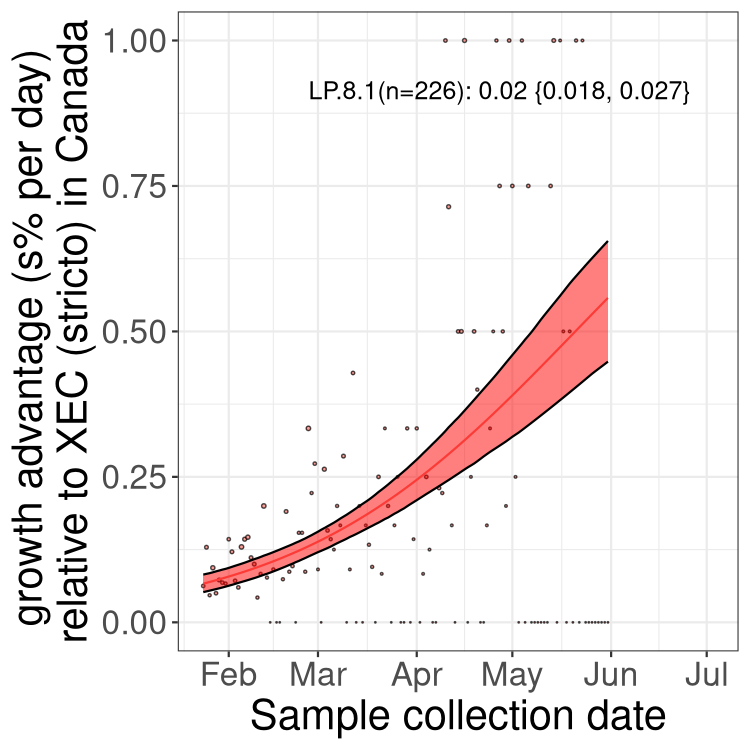 growth advantage (s% per day)
relative to XEC (stricto) in Canada
1.00
0.75
0.50
0.25
0.00
LP.8.1(n=226): 0.02 {0.018, 0.027}
Feb Mar Apr May Jun Jul
Sample collection date